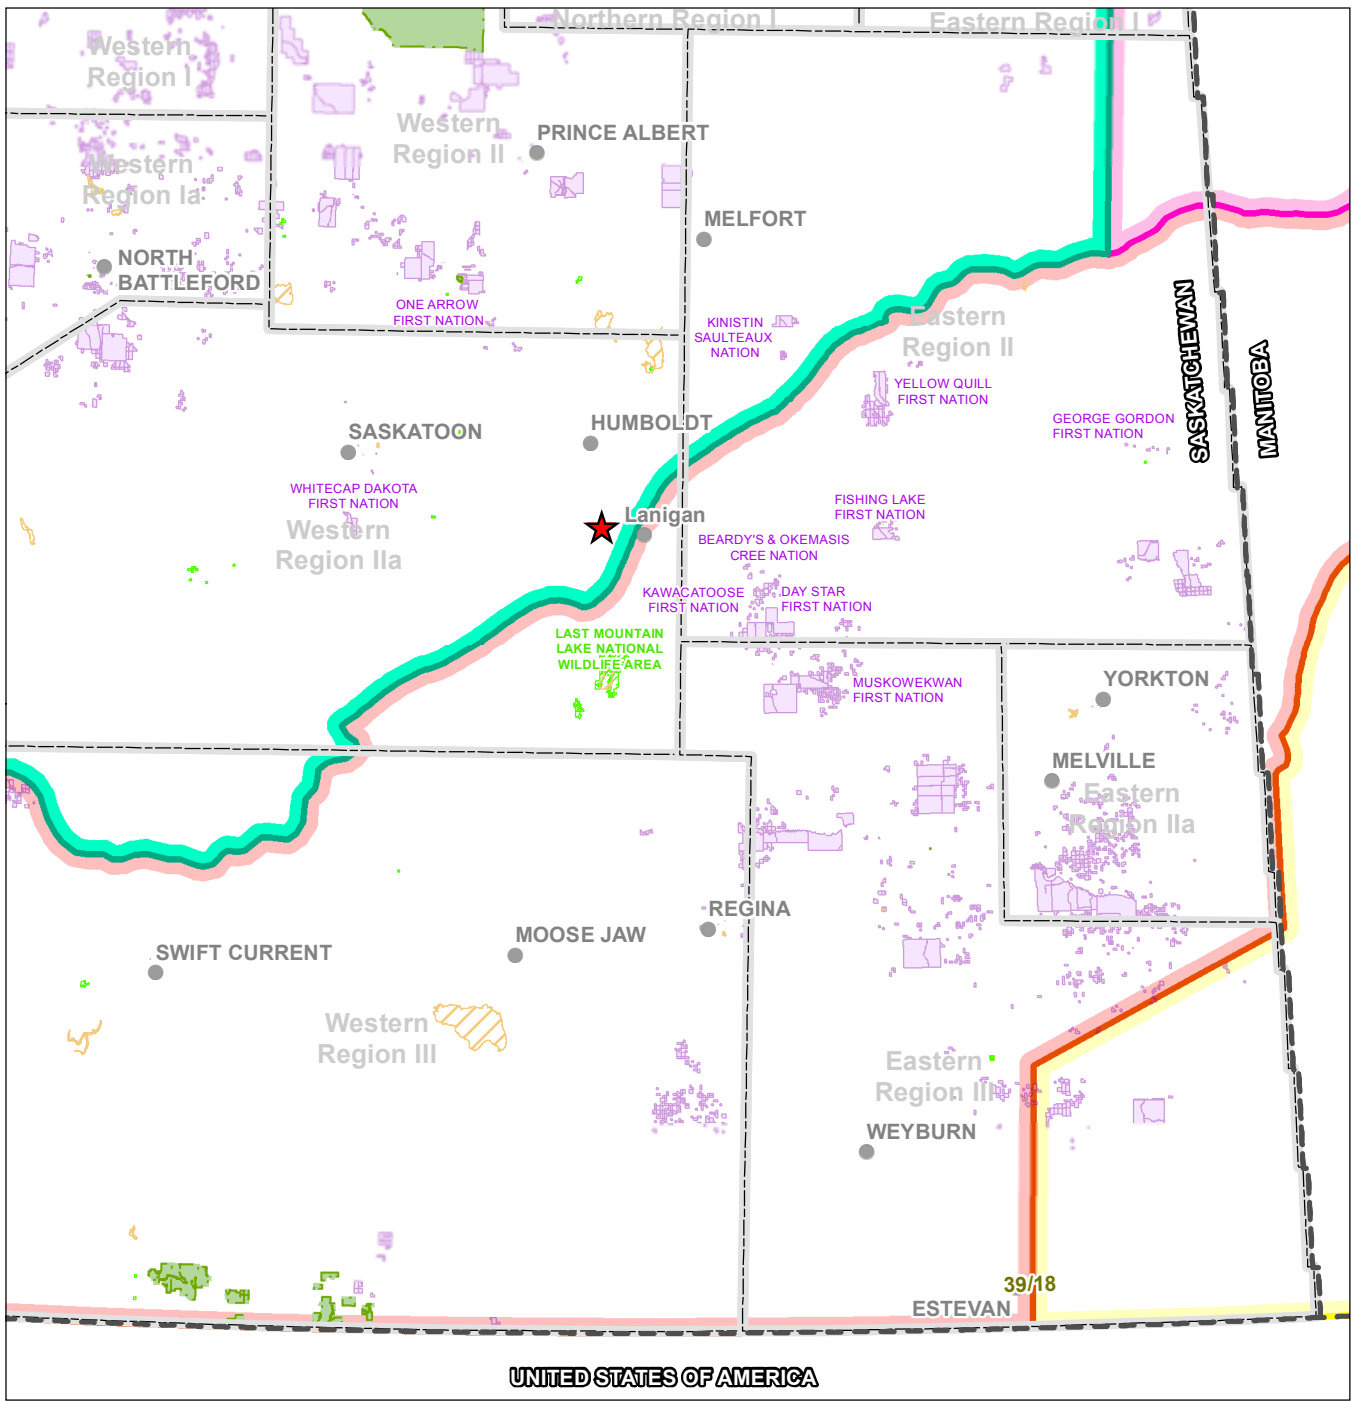 Northern Region I
Eastern Region I
Western
Region I
Western
Region II
PRINCE ALBERT
Western
Region Ia
MELFORT
NORTH
BATTLEFORD
ONE ARROW
FIRST NATION
KINISTIN
SAULTEAUX
NATION
Eastern
Region II
SASKATCHEWAN
MANITOBA
YELLOW QUILL
FIRST NATION
GEORGE GORDON
FIRST NATION
HUMBOLDT
SASKATOON
WHITECAP DAKOTA
FIRST NATION
Western
Region IIa
Lanigan
FISHING LAKE
FIRST NATION
BEARDY'S & OKEMASIS
CREE NATION
KAWACATOOSE
FIRST NATION
DAY STAR
FIRST NATION
LAST MOUNTAIN
LAKE NATIONAL
WILDLIFE AREA
MUSKOWEKWAN
FIRST NATION
YORKTON
MELVILLE
Eastern
Region IIa
REGINA
MOOSE JAW
SWIFT CURRENT
Western
Region III
Eastern
Region III
WEYBURN
39/18
ESTEVAN
UNITED STATES OF AMERICA